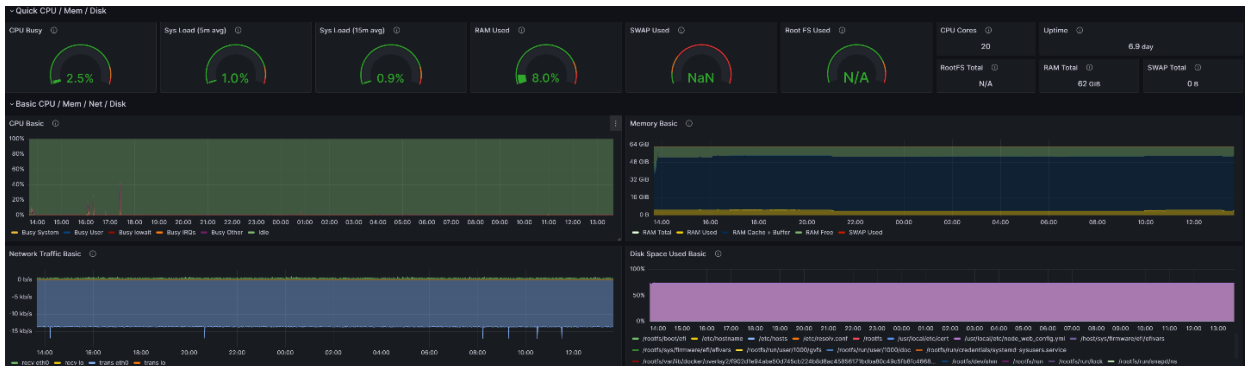 Quick CPU / Mem / Disk
CPU Busy
Sys Load (5m avg)
Sys Load (15m avg)
RAM Used
SWAP Used
Root FS Used
CPU Cores
Uptime
2.5%
1.0%
0.9%
8.0%
NaN
N/A
20
6.9 day
RootFS Total
RAM Total
SWAP Total
N/A
62 GiB
0 B
Basic CPU / Mem / Net / Disk
CPU Basic
100%
80%
60%
40%
20%
0%
14:00 15:00 16:00 17:00 18:00 19:00 20:00 21:00 22:00 23:00 00:00 01:00 02:00 03:00 04:00 05:00 06:00 07:00 08:00 09:00 10:00 11:00 12:00 13:00
Busy System Busy User Busy Iowait Busy IRQs Busy Other Idle
Memory Basic
64 GiB
48 GiB
32 GiB
16 GiB
0 B
14:00 16:00 18:00 20:00 22:00 00:00 02:00 04:00 06:00 08:00 10:00 12:00
RAM Total RAM Used RAM Cache + Buffer RAM Free SWAP Used
Network Traffic Basic
0 b/s
-5 kb/s
-10 kb/s
-15 kb/s
14:00 16:00 18:00 20:00 22:00 00:00 02:00 04:00 06:00 08:00 10:00 12:00
recv eth0 recv lo trans eth0 trans lo
Disk Space Used Basic
100%
50%
0%
14:00 15:00 16:00 17:00 18:00 19:00 20:00 21:00 22:00 23:00 00:00 01:00 02:00 03:00 04:00 05:00 06:00 07:00 08:00 09:00 10:00 11:00 12:00 13:00
/rootfs/boot/efi /etc/hostname /etc/hosts /etc/resolv.conf /rootfs /usr/local/etc/cert /usr/local/etc/node_web_config.yml /host/sys/firmware/efi/efivars
/rootfs/sys/firmware/efi/efivars /rootfs/run/user/1000/gvfs /rootfs/run/user/1000/doc /rootfs/run/credentials/systemd-sysusers.service
/rootfs/dev/shm /rootfs/run /rootfs/run/lock /rootfs/run/snapd/ns